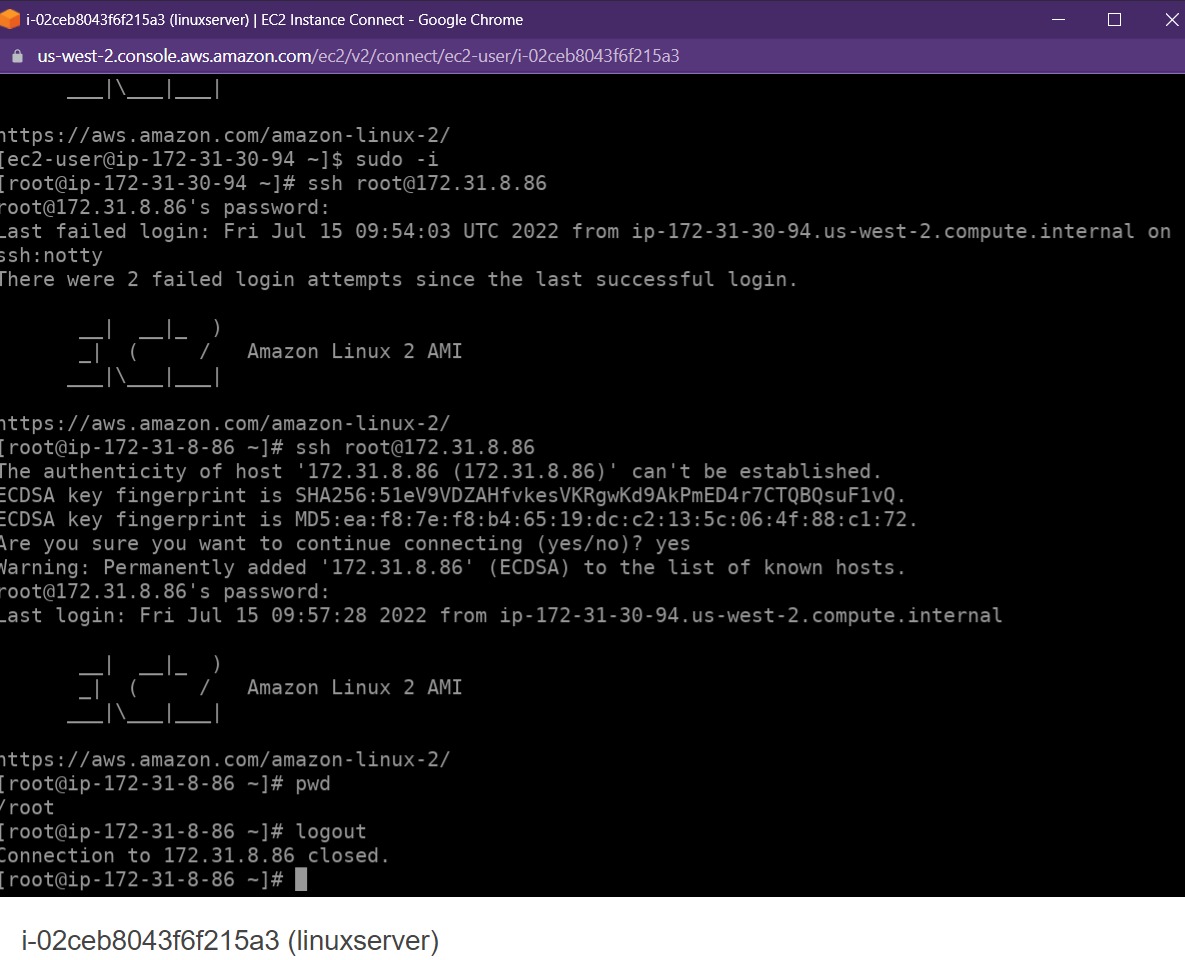 i-02ceb8043f6f215a3 (linuxserver) | EC2 Instance Connect - Google Chrome
us-west-2.console.aws.amazon.com/ec2/v2/connect/ec2-user/i-02ceb8043f6f215a3
___|\___|___|
https://aws.amazon.com/amazon-linux-2/
[ec2-user@ip-172-31-30-94 ~]$ sudo -i
[root@ip-172-31-30-94 ~]# ssh root@172.31.8.86
root@172.31.8.86's password:
Last failed login: Fri Jul 15 09:54:03 UTC 2022 from ip-172-31-30-94.us-west-2.compute.internal on
ssh:notty
There were 2 failed login attempts since the last successful login.
__|  __|_  )
_|  (     /   Amazon Linux 2 AMI
___|\___|___|
https://aws.amazon.com/amazon-linux-2/
[root@ip-172-31-8-86 ~]# ssh root@172.31.8.86
The authenticity of host '172.31.8.86 (172.31.8.86)' can't be established.
ECDSA key fingerprint is SHA256:51eV9VDZAHfvkesVKRgwKd9AkPmED4r7CTQBQsuF1vQ.
ECDSA key fingerprint is MD5:ea:f8:7e:f8:b4:65:19:dc:c2:13:5c:06:4f:88:c1:72.
Are you sure you want to continue connecting (yes/no)? yes
Warning: Permanently added '172.31.8.86' (ECDSA) to the list of known hosts.
root@172.31.8.86's password:
Last login: Fri Jul 15 09:57:28 2022 from ip-172-31-30-94.us-west-2.compute.internal
__|  __|_  )
_|  (     /   Amazon Linux 2 AMI
___|\___|___|
https://aws.amazon.com/amazon-linux-2/
[root@ip-172-31-8-86 ~]# pwd
/root
[root@ip-172-31-8-86 ~]# logout
Connection to 172.31.8.86 closed.
[root@ip-172-31-8-86 ~]#
i-02ceb8043f6f215a3 (linuxserver)